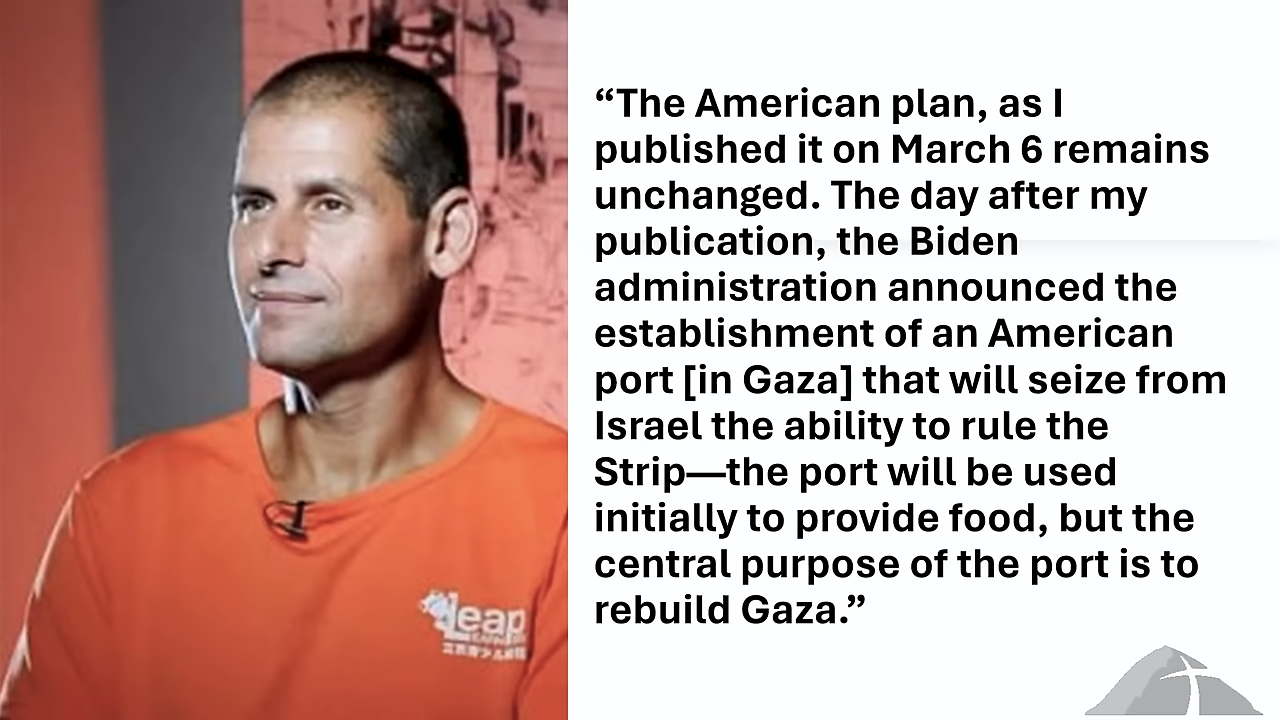 “The American plan, as I
published it on March 6 remains
unchanged. The day after my
publication, the Biden
administration announced the
establishment of an American
port [in Gaza] that will seize from
Israel the ability to rule the
Strip—the port will be used
initially to provide food, but the
central purpose of the port is to
rebuild Gaza.”
Leap